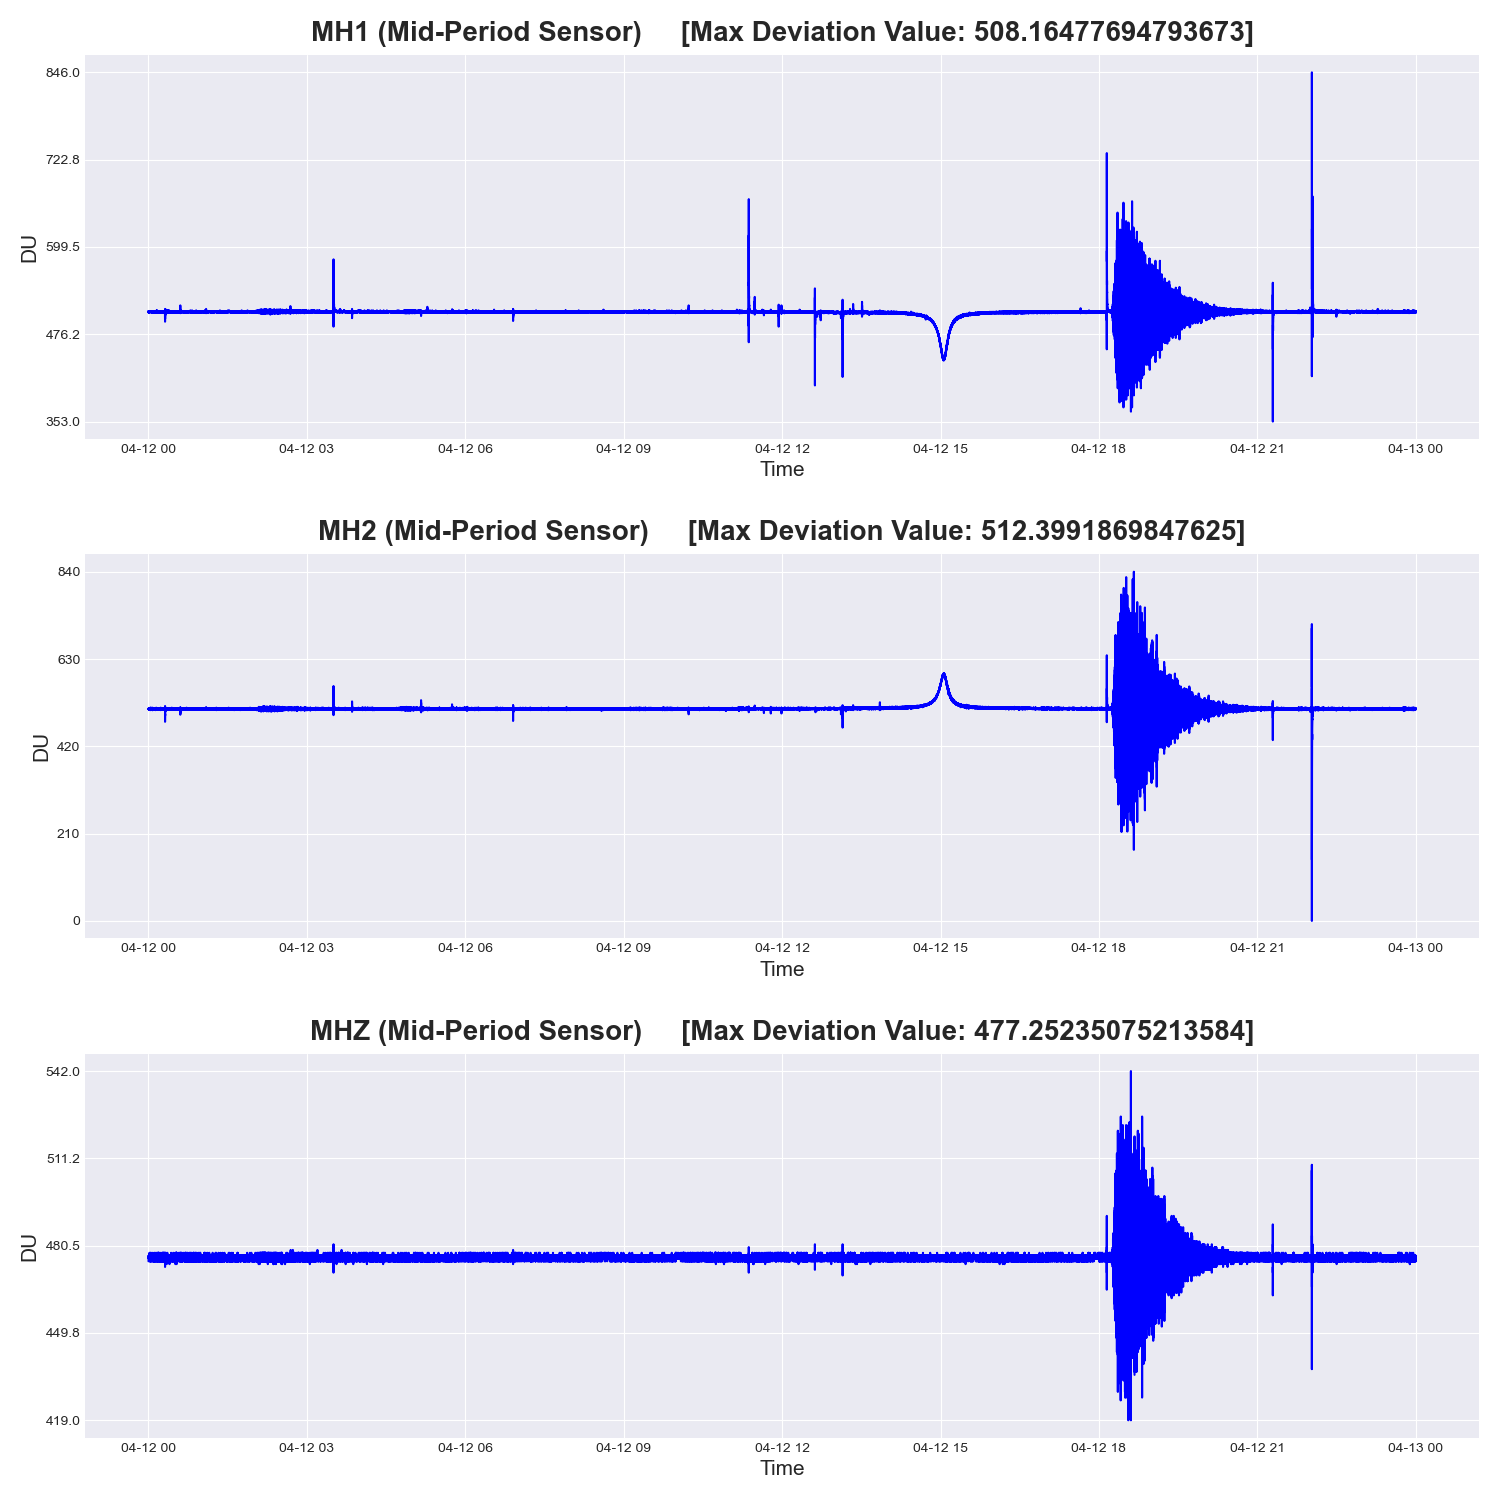 MH1 (Mid-Period Sensor) [Max Deviation Value: 508.16477694793673]
846.0
722.8
599.5
476.2
353.0
DU
04-12 00 04-12 03 04-12 06 04-12 09 04-12 12 04-12 15 04-12 18 04-12 21 04-13 00
Time
MH2 (Mid-Period Sensor) [Max Deviation Value: 512.3991869847625]
840
630
420
210
0
DU
04-12 00 04-12 03 04-12 06 04-12 09 04-12 12 04-12 15 04-12 18 04-12 21 04-13 00
Time
MHZ (Mid-Period Sensor) [Max Deviation Value: 477.25235075213584]
542.0
511.2
480.5
449.8
419.0
DU
04-12 00 04-12 03 04-12 06 04-12 09 04-12 12 04-12 15 04-12 18 04-12 21 04-13 00
Time